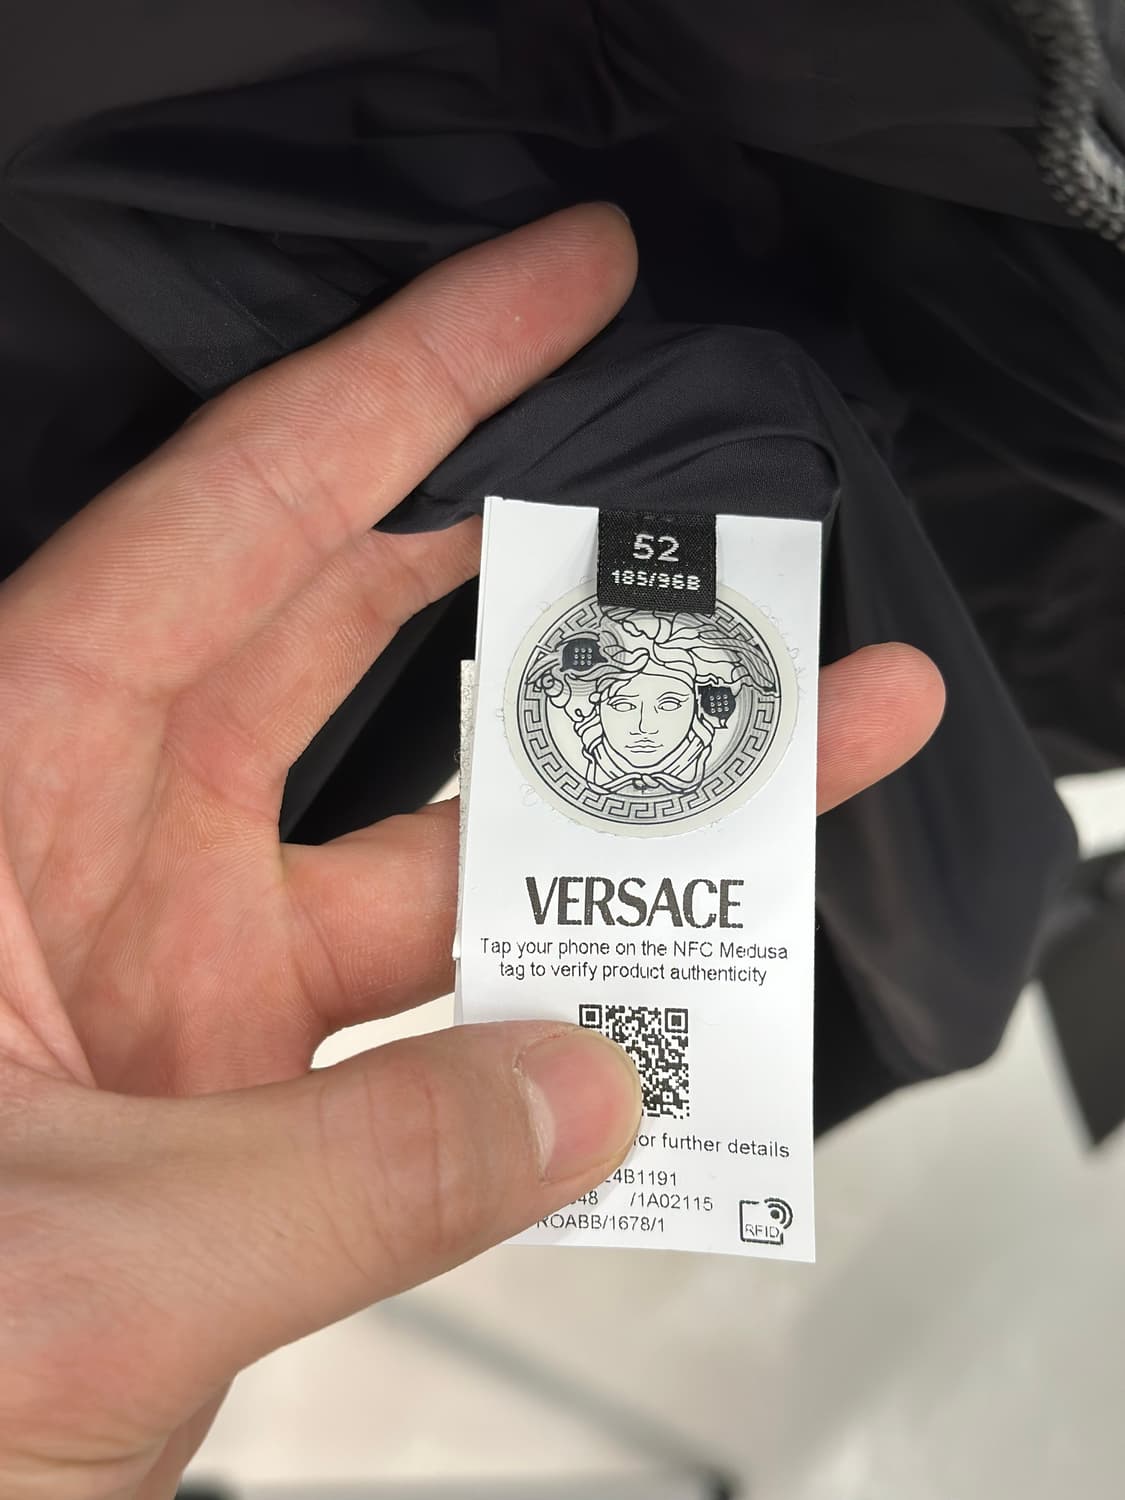 52
185/96B
VERSACE
Tap your phone on the NFC Medusa
tag to verify product authenticity
for further details
4B1191
48 /1A02115
ROABB/1678/1
RFID